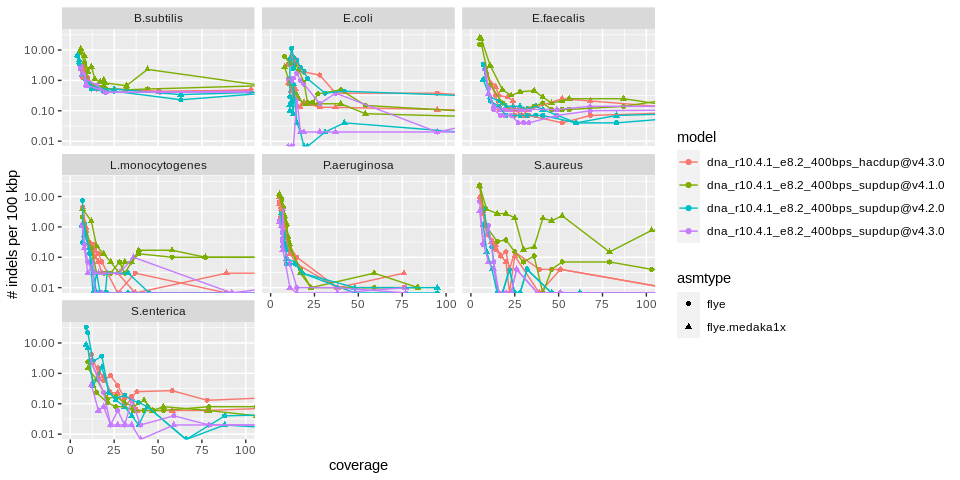 B.subtilis E.coli E.faecalis
10.00
1.00
0.10
0.01
L.monocytogenes P.aeruginosa S.aureus
10.00
1.00
0.10
0.01
0 25 50 75 100 0 25 50 75 100
S.enterica
10.00
1.00
0.10
0.01
0 25 50 75 100
coverage
# indels per 100 kbp
model
dna_r10.4.1_e8.2_400bps_hacdup@v4.3.0
dna_r10.4.1_e8.2_400bps_supdup@v4.1.0
dna_r10.4.1_e8.2_400bps_supdup@v4.2.0
dna_r10.4.1_e8.2_400bps_supdup@v4.3.0
asmtype
flye
flye.medaka1x